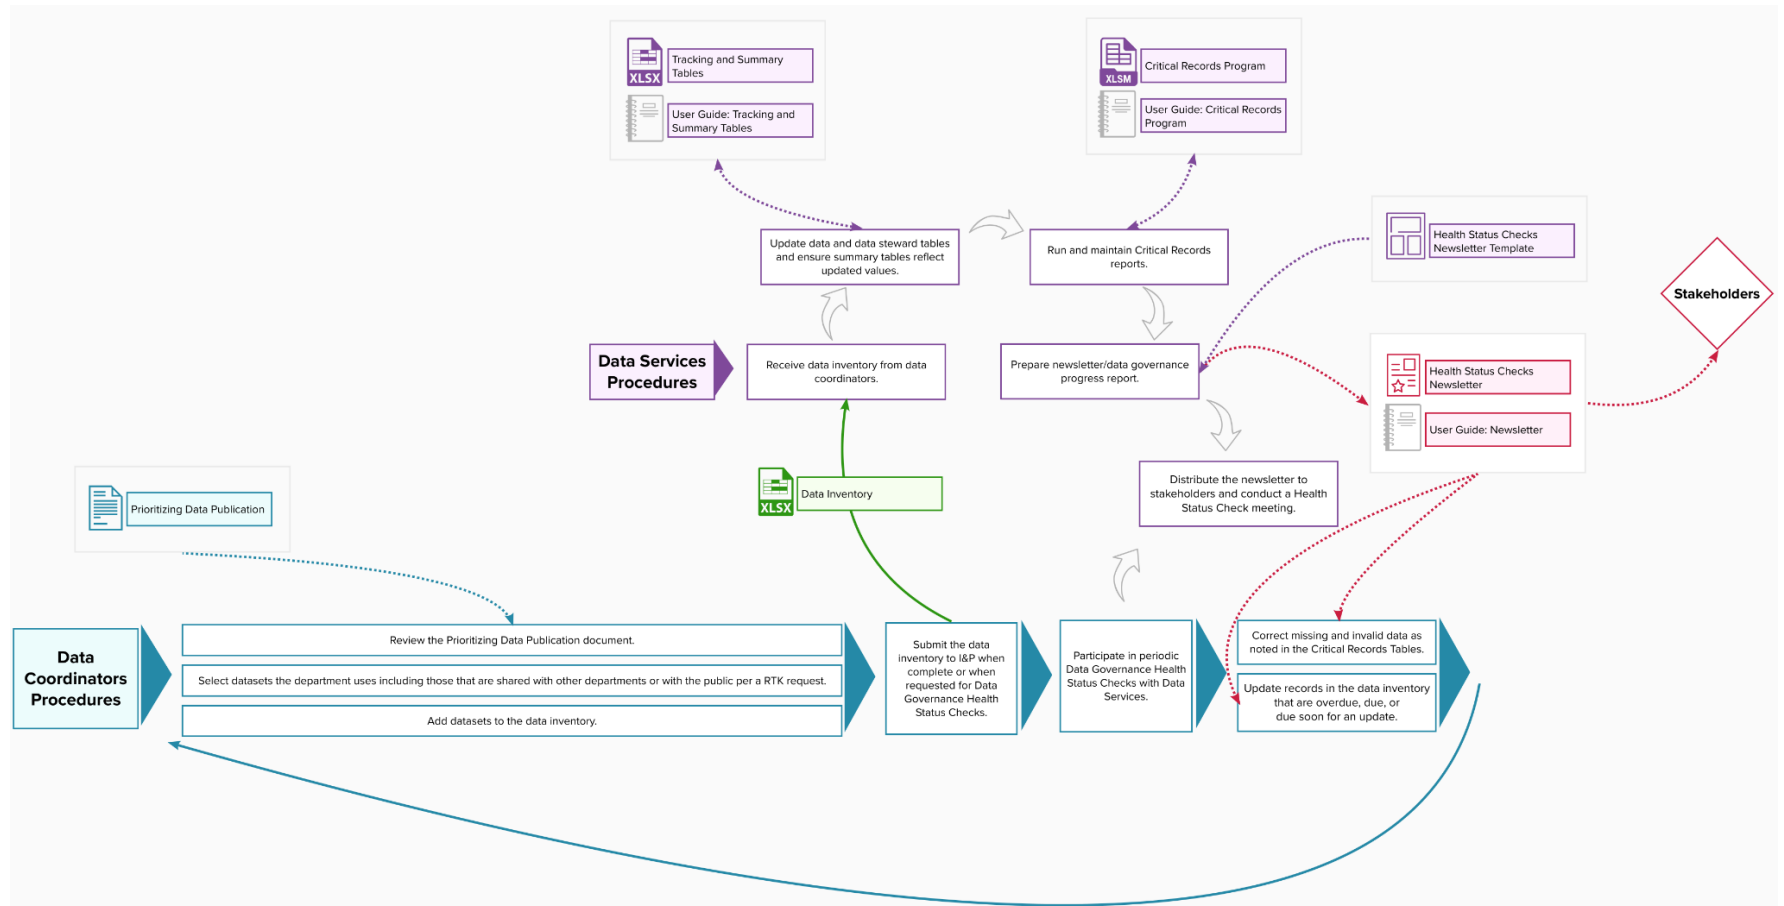 XLSX
Tracking and Summary
Tables
User Guide: Tracking and
Summary Tables
XLSM
Critical Records Program
User Guide: Critical Records
Program
Health Status Checks
Newsletter Template
Stakeholders
Update data and data steward tables
and ensure summary tables reflect
updated values.
Run and maintain Critical Records
reports.
Data Services
Procedures
Receive data inventory from data
coordinators.
Prepare newsletter/data governance
progress report.
Health Status Checks
Newsletter
User Guide: Newsletter
XLSX
Data Inventory
Distribute the newsletter to
stakeholders and conduct a Health
Status Check meeting.
Prioritizing Data Publication
Data
Coordinators
Procedures
Review the Prioritizing Data Publication document.
Select datasets the department uses including those that are shared with other departments or with the public per a RTK request.
Add datasets to the data inventory.
Submit the data
inventory to I&P when
complete or when
requested for Data
Governance Health
Status Checks.
Participate in periodic
Data Governance Health
Status Checks with Data
Services.
Correct missing and invalid data as
noted in the Critical Records Tables.
Update records in the data inventory
that are overdue, due, or
due soon for an update.